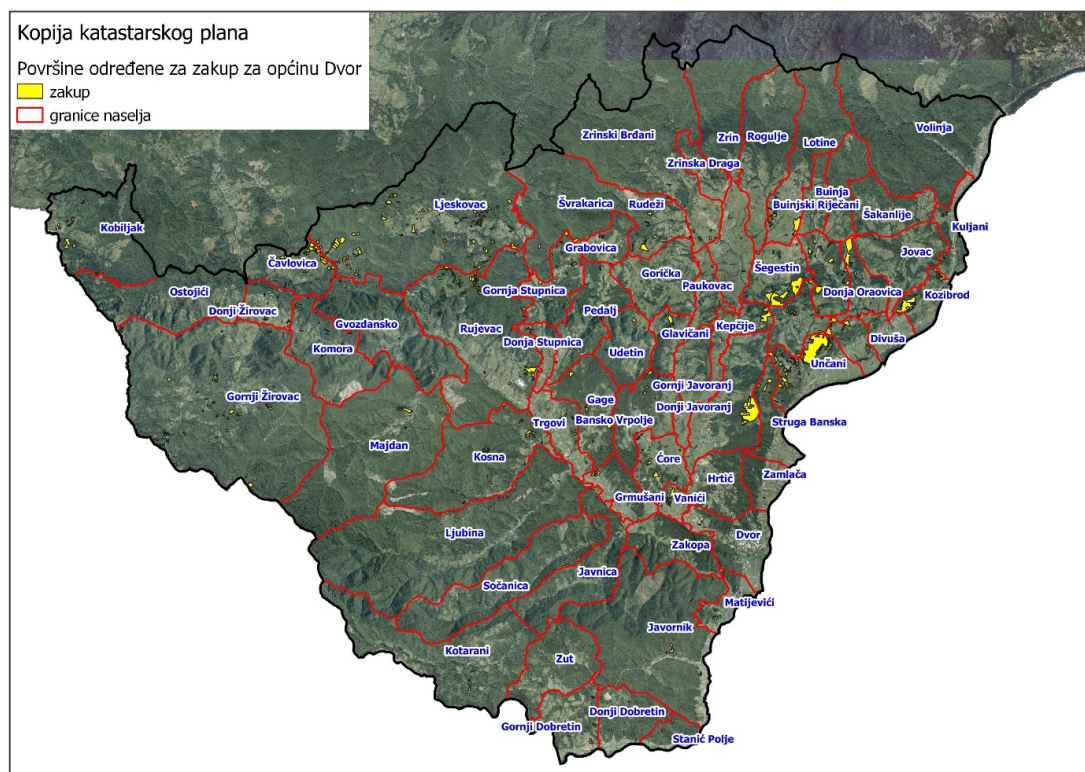 Kopija katastarskog plana
Površine određene za zakup za općinu Dvor
zakup
granice naselja
Volinja
Zrinski Brđani
Zrin
Rogulje
Lotine
Zrinska Draga
Buinja
Ljeskovac
Švrakarica
Rudeži
Buinjski Riječani
Šakanlije
Kobiljak
Kuljani
Grabovica
Jovac
Čavlovica
Gorička
Šegestin
Ostojići
Gornja Stupnica
Paukovac
Donja Oraovica
Kozibrod
Donji Žirovac
Pedalj
Gvozdansko
Rujevac
Kepčije
Glavičani
Donja Stupnica
Divuša
Komora
Udetin
Unčani
Gornji Javoranj
Gornji Žirovac
Gage
Donji Javoranj
Trgovi
Bansko Vrpolje
Struga Banska
Majdan
Kosna
Ćore
Zamlača
Hrtić
Grmušani
Vanići
Ljubina
Dvor
Zakopa
Javnica
Sočanica
Matijevići
Javornik
Kotarani
Zut
Donji Dobretin
Gornji Dobretin
Stanić Polje